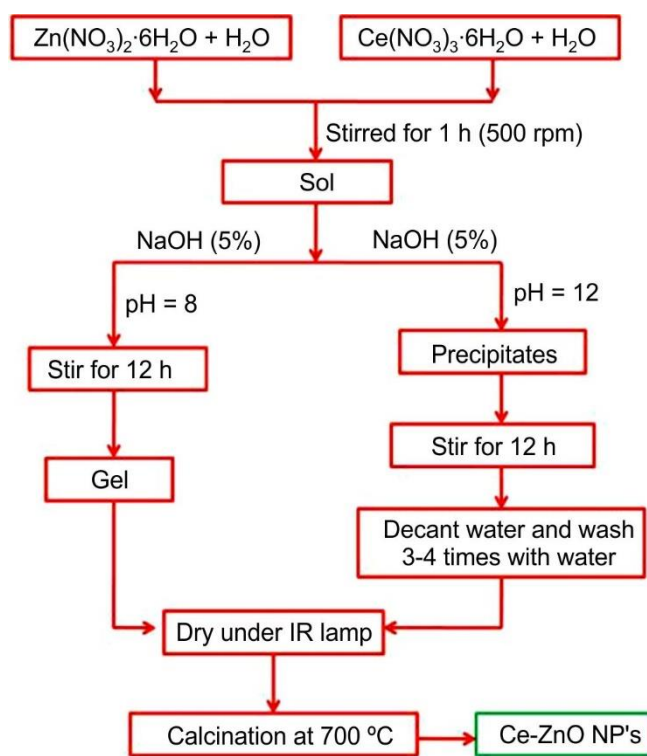 Zn(NO₃)₂·6H₂O + H₂O
Ce(NO₃)₃·6H₂O + H₂O
Stirred for 1 h (500 rpm)
Sol
NaOH (5%)
NaOH (5%)
pH = 8
pH = 12
Stir for 12 h
Precipitates
Gel
Stir for 12 h
Decant water and wash
3-4 times with water
Dry under IR lamp
Calcination at 700 ºC
Ce-ZnO NP's